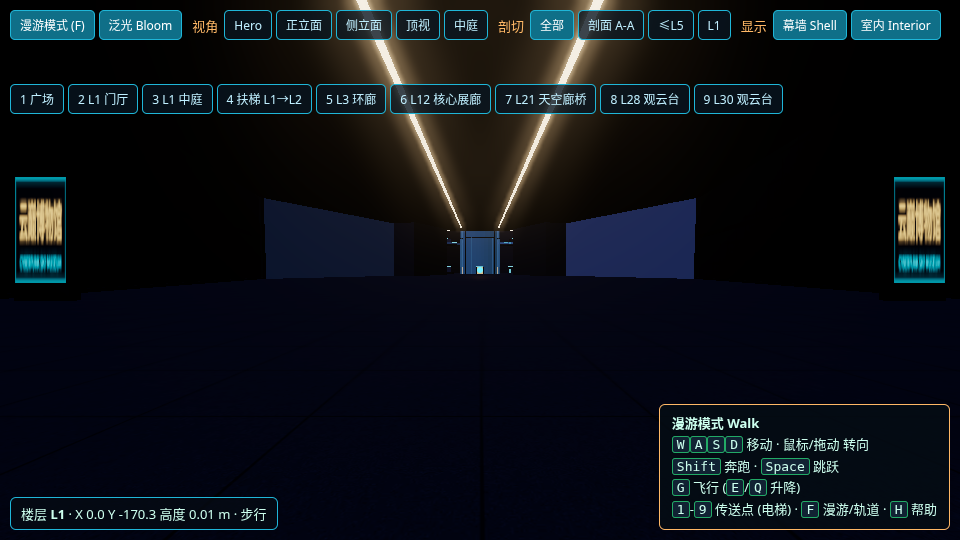 漫游模式 (F) 泛光 Bloom 视角 Hero 正立面 侧立面 顶视 中庭 剖切 全部 剖面 A-A ≤L5 L1 显示 幕墙 Shell 室内 Interior
1 广场 2 L1 门厅 3 L1 中庭 4 扶梯 L1→L2 5 L3 环廊 6 L12 核心展廊 7 L21 天空廊桥 8 L28 观云台 9 L30 观云台
漫游模式 Walk
W A S D 移动 · 鼠标/拖动 转向
Shift 奔跑 · Space 跳跃
G 飞行 (E/Q 升降)
1-9 传送点 (电梯) · F 漫游/轨道 · H 帮助
楼层 L1 · X 0.0 Y -170.3 高度 0.01 m · 步行